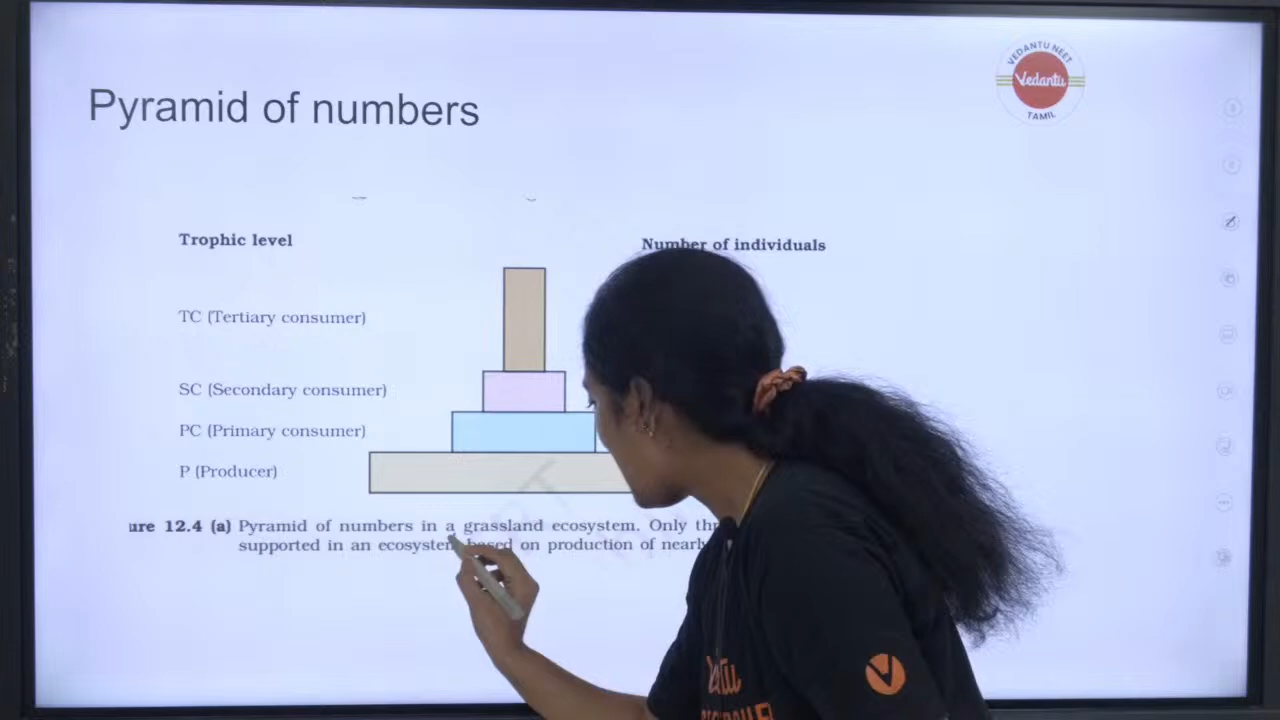 Pyramid of numbers
VEDANTU NEET
Vedantu
TAMIL
Trophic level
Number of individuals
TC (Tertiary consumer)
SC (Secondary consumer)
PC (Primary consumer)
P (Producer)
ure 12.4 (a) Pyramid of numbers in a grassland ecosystem. Only
supported in an ecosystem based on production of nearly